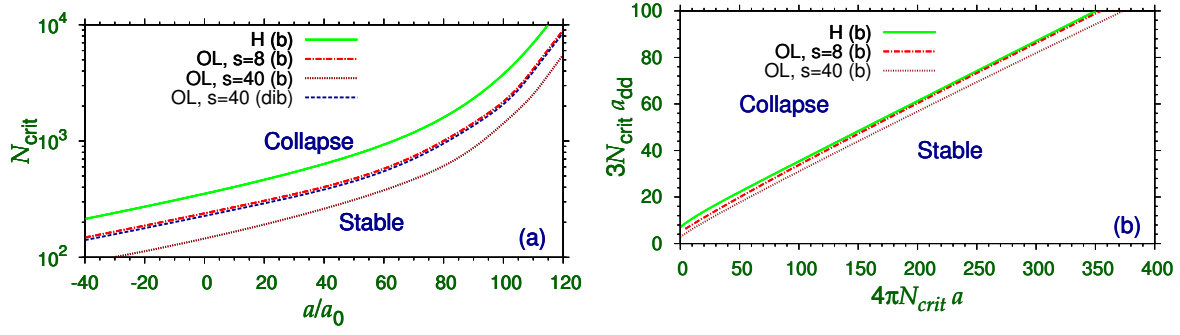 10^4
10^3
10^2
N_crit
H (b)
OL, s=8 (b)
OL, s=40 (b)
OL, s=40 (dib)
Collapse
Stable
(a)
-40 -20 0 20 40 60 80 100 120
a/a_0
100
80
60
40
20
0
3N_crit a_dd
H (b)
OL, s=8 (b)
OL, s=40 (b)
Collapse
Stable
(b)
0 50 100 150 200 250 300 350 400
4πN_crit a